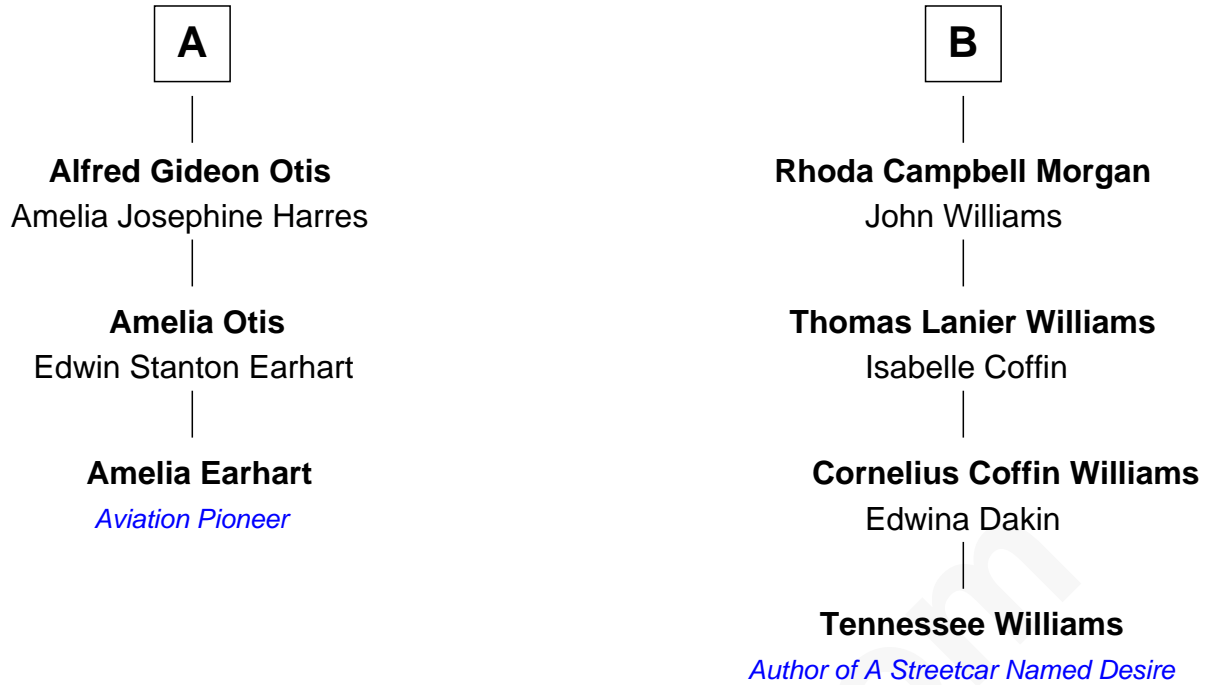 A
Alfred Gideon Otis
Amelia Josephine Harres
Amelia Otis
Edwin Stanton Earhart
Amelia Earhart
Aviation Pioneer
B
Rhoda Campbell Morgan
John Williams
Thomas Lanier Williams
Isabelle Coffin
Cornelius Coffin Williams
Edwina Dakin
Tennessee Williams
Author of A Streetcar Named Desire